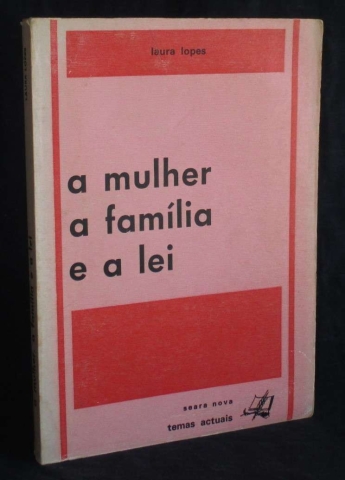 laura lopes
a mulher
a família
e a lei
seara nova
temas actuais